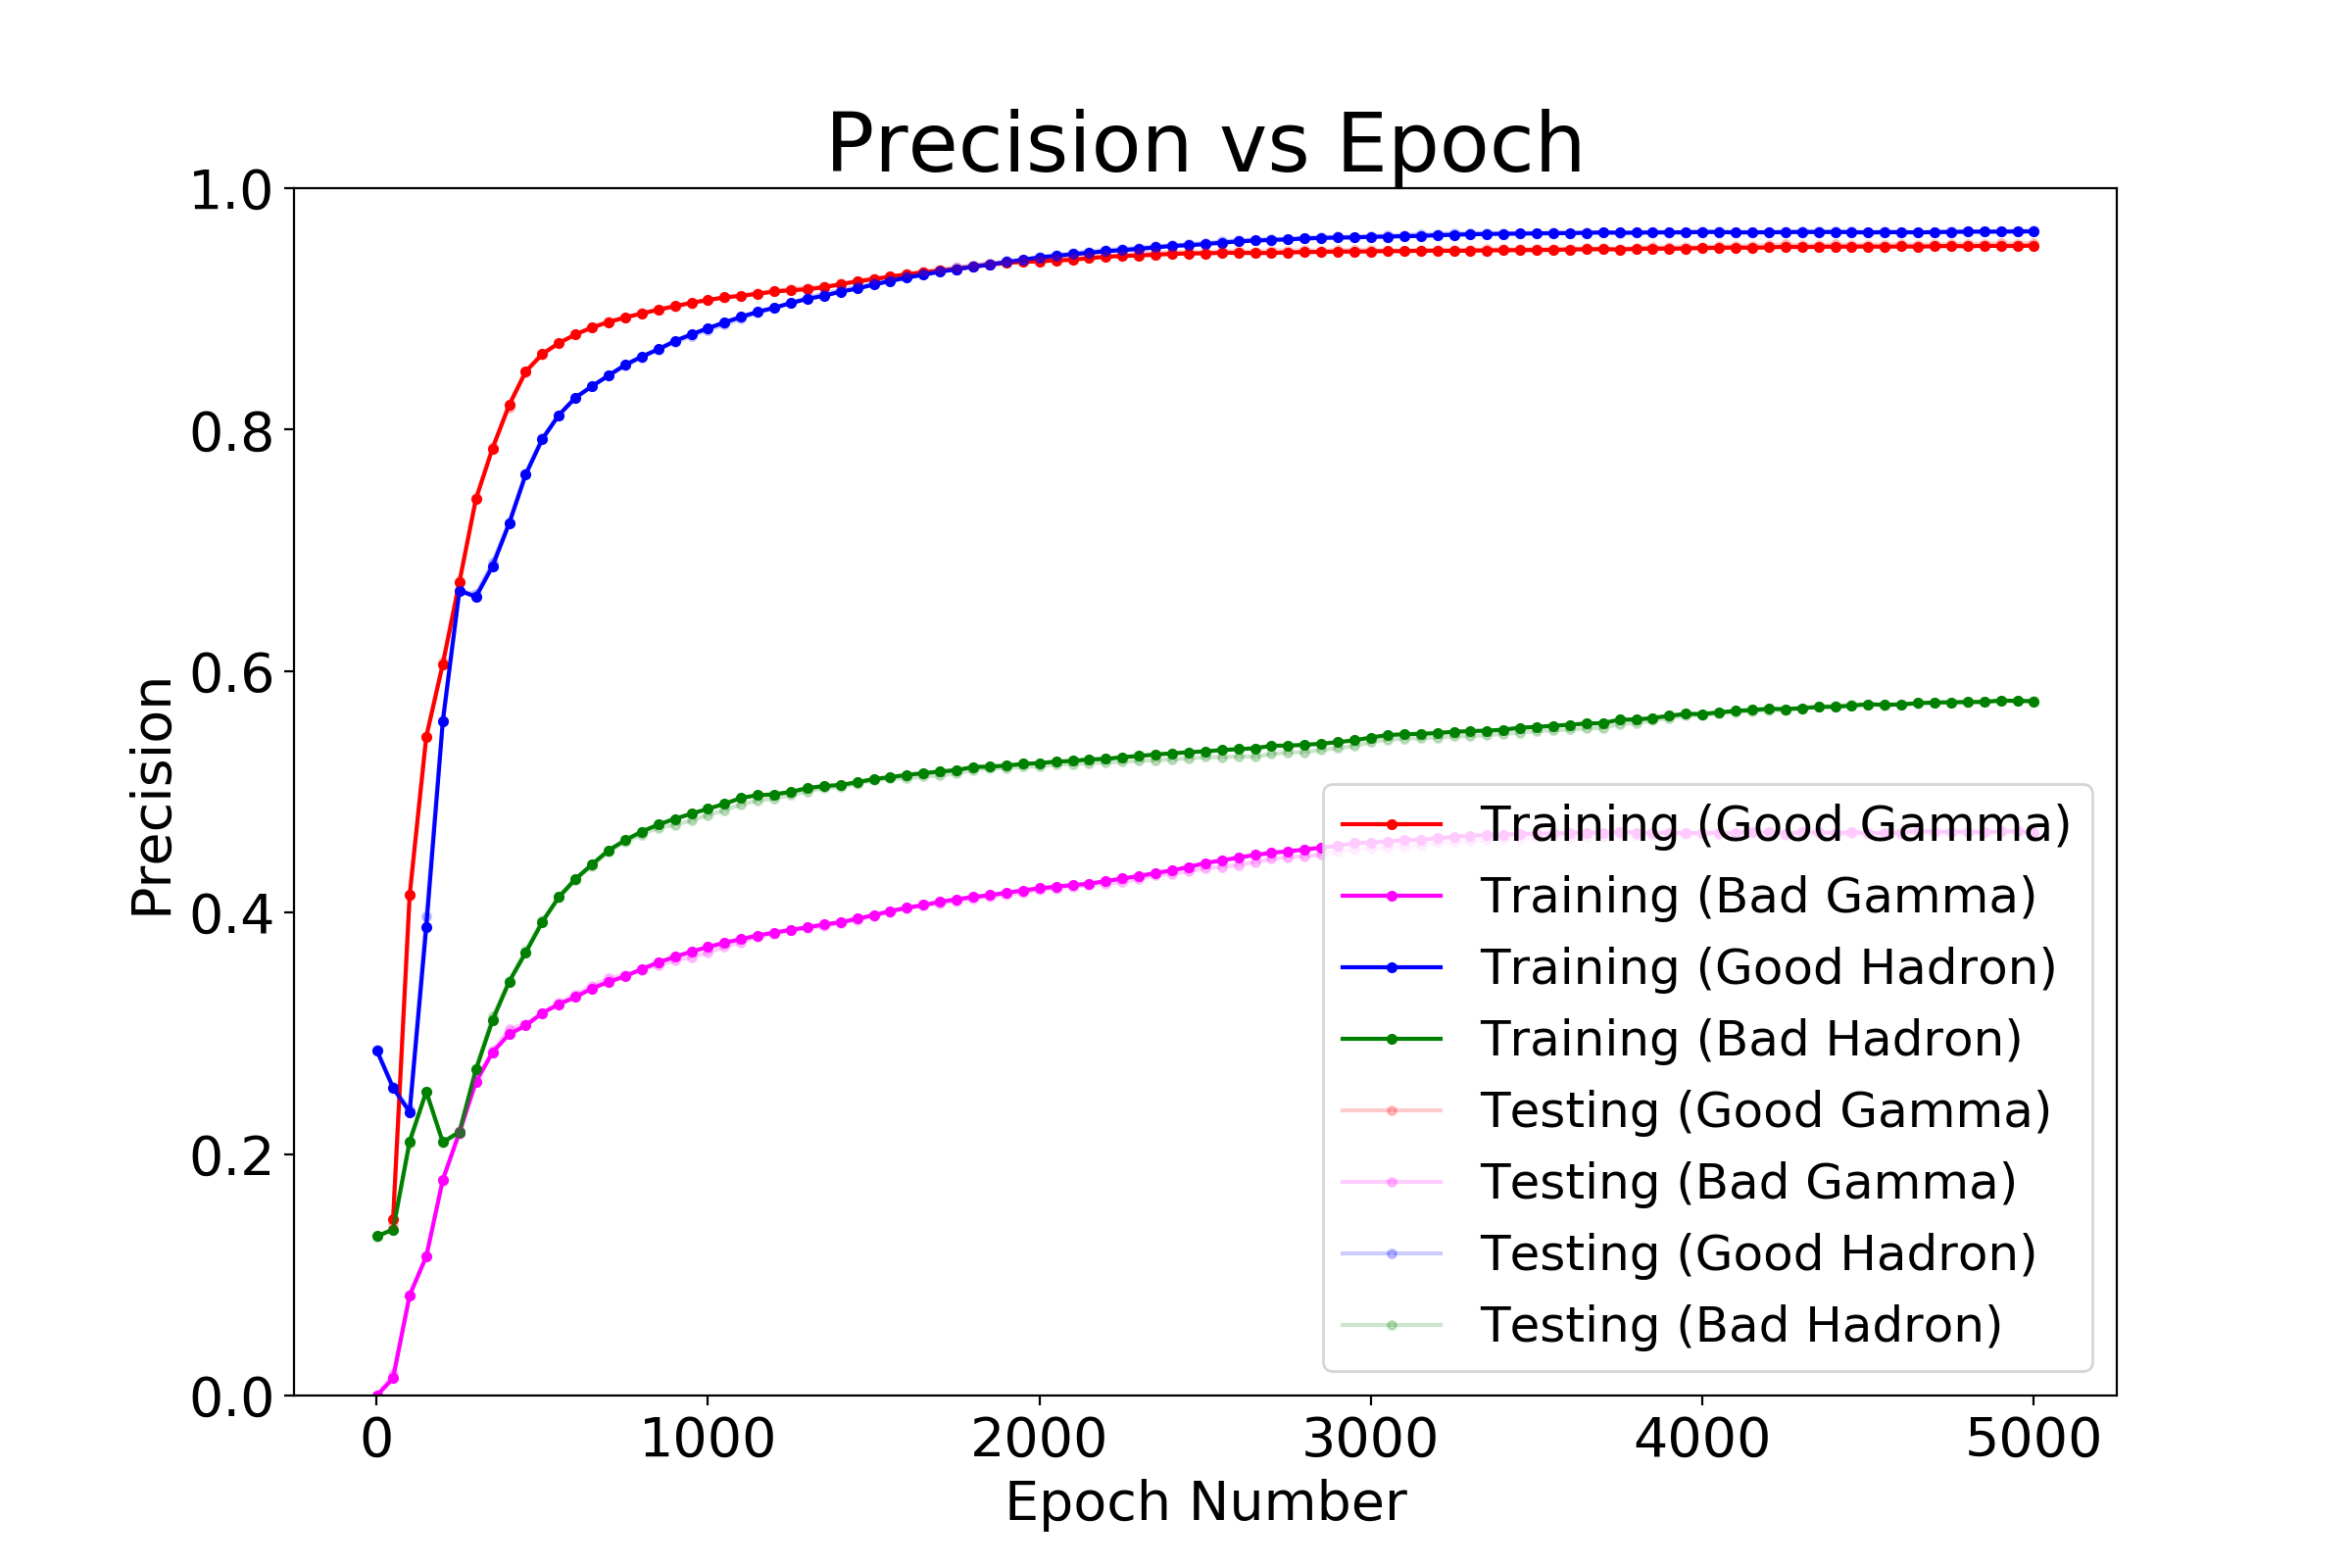 Precision vs Epoch
1.0
0.8
0.6
0.4
0.2
0.0
Precision
0
1000
2000
3000
4000
5000
Epoch Number
Training (Good Gamma)
Training (Bad Gamma)
Training (Good Hadron)
Training (Bad Hadron)
Testing (Good Gamma)
Testing (Bad Gamma)
Testing (Good Hadron)
Testing (Bad Hadron)